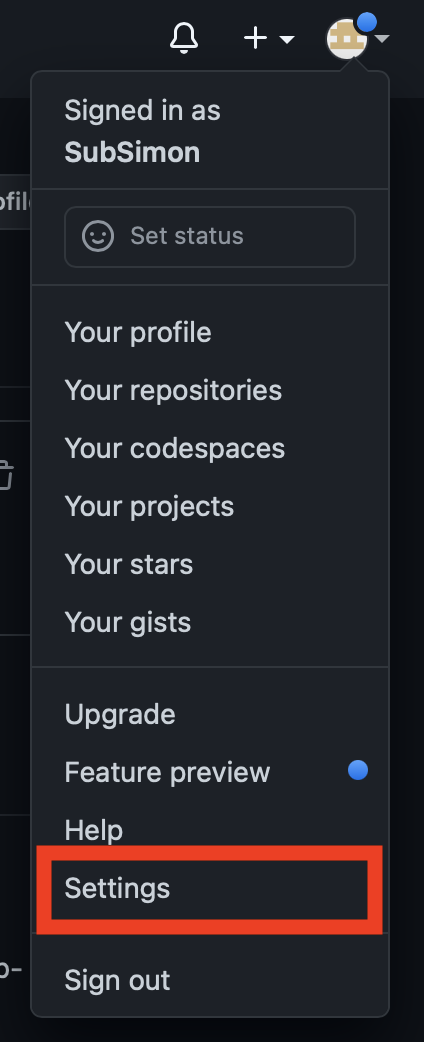 Signed in as
SubSimon
Set status
Your profile
Your repositories
Your codespaces
Your projects
Your stars
Your gists
Upgrade
Feature preview
Help
Settings
Sign out